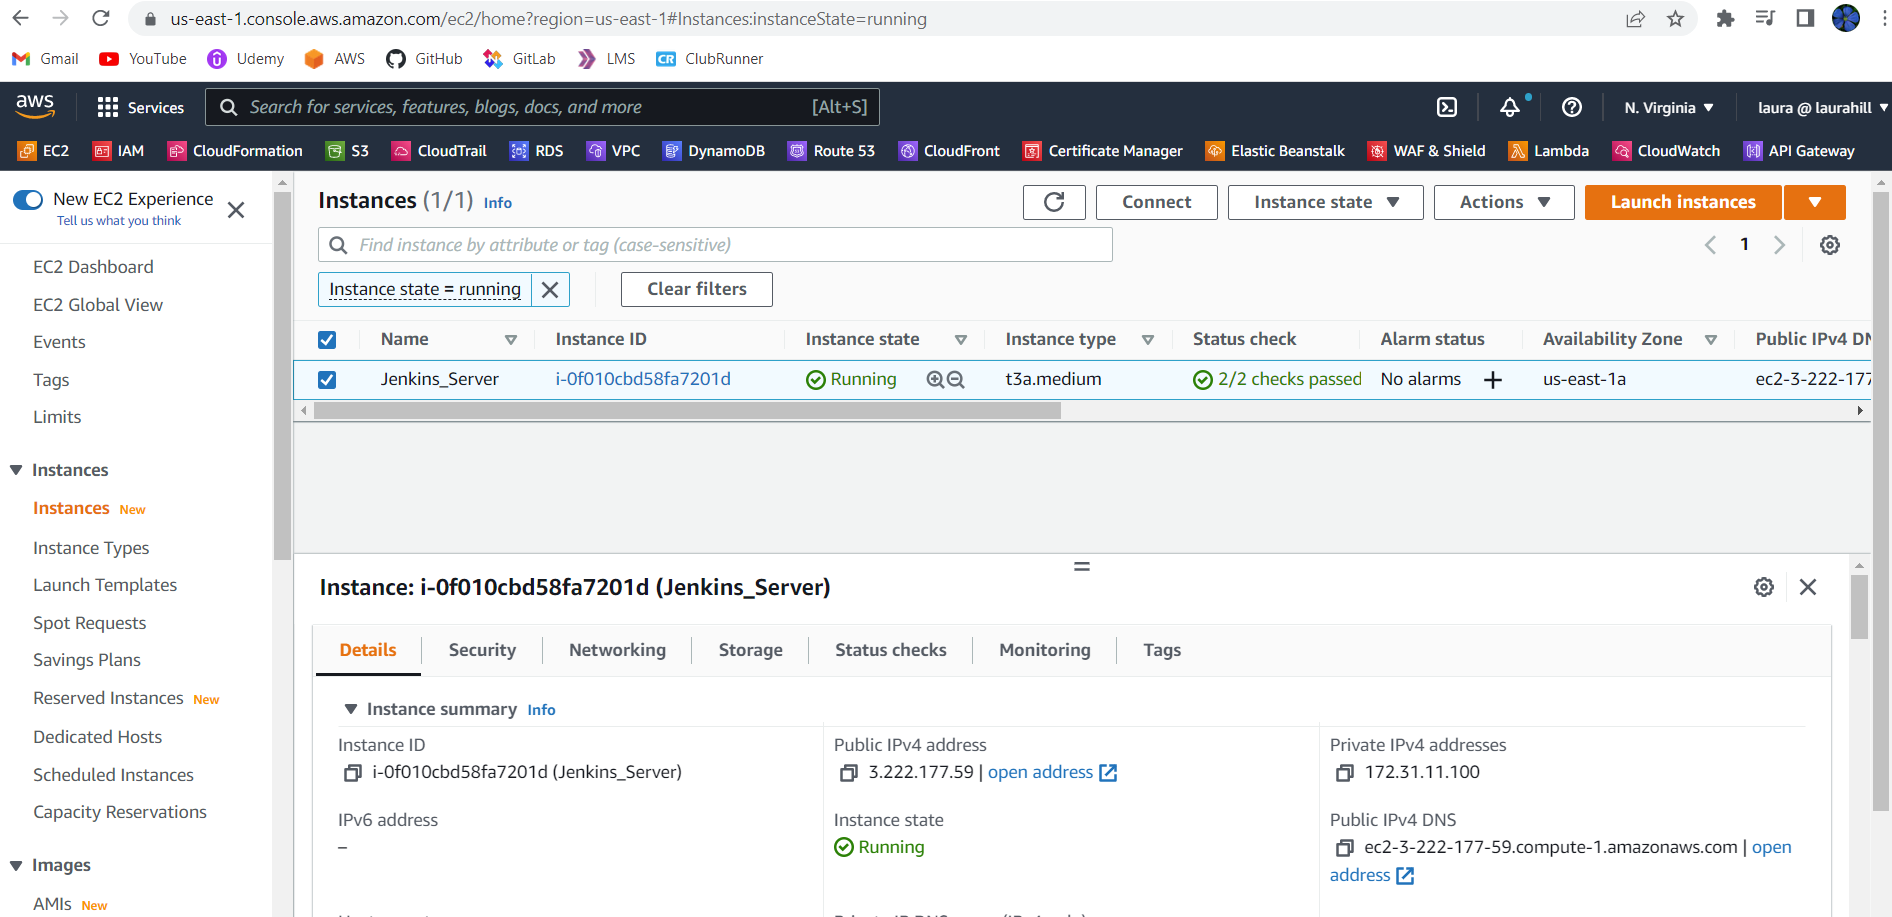 us-east-1.console.aws.amazon.com/ec2/home?region=us-east-1#Instances:instanceState=running
Gmail YouTube Udemy AWS GitHub GitLab LMS CR ClubRunner
aws Services Search for services, features, blogs, docs, and more [Alt+S] N. Virginia laura @ laurahill
EC2 IAM CloudFormation S3 CloudTrail RDS VPC DynamoDB Route 53 CloudFront Certificate Manager Elastic Beanstalk WAF & Shield Lambda CloudWatch API Gateway
New EC2 Experience
Tell us what you think
EC2 Dashboard
EC2 Global View
Events
Tags
Limits
Instances
Instances New
Instance Types
Launch Templates
Spot Requests
Savings Plans
Reserved Instances New
Dedicated Hosts
Scheduled Instances
Capacity Reservations
Images
AMIs New
Instances (1/1) Info
Connect Instance state Actions Launch instances
Find instance by attribute or tag (case-sensitive) 1
Instance state = running Clear filters
Name Instance ID Instance state Instance type Status check Alarm status Availability Zone Public IPv4 DN
Jenkins_Server i-0f010cbd58fa7201d Running t3a.medium 2/2 checks passed No alarms + us-east-1a ec2-3-222-177
Instance: i-0f010cbd58fa7201d (Jenkins_Server)
Details Security Networking Storage Status checks Monitoring Tags
Instance summary Info
Instance ID
i-0f010cbd58fa7201d (Jenkins_Server)
Public IPv4 address
3.222.177.59 | open address
Private IPv4 addresses
172.31.11.100
IPv6 address
–
Instance state
Running
Public IPv4 DNS
ec2-3-222-177-59.compute-1.amazonaws.com | open
address